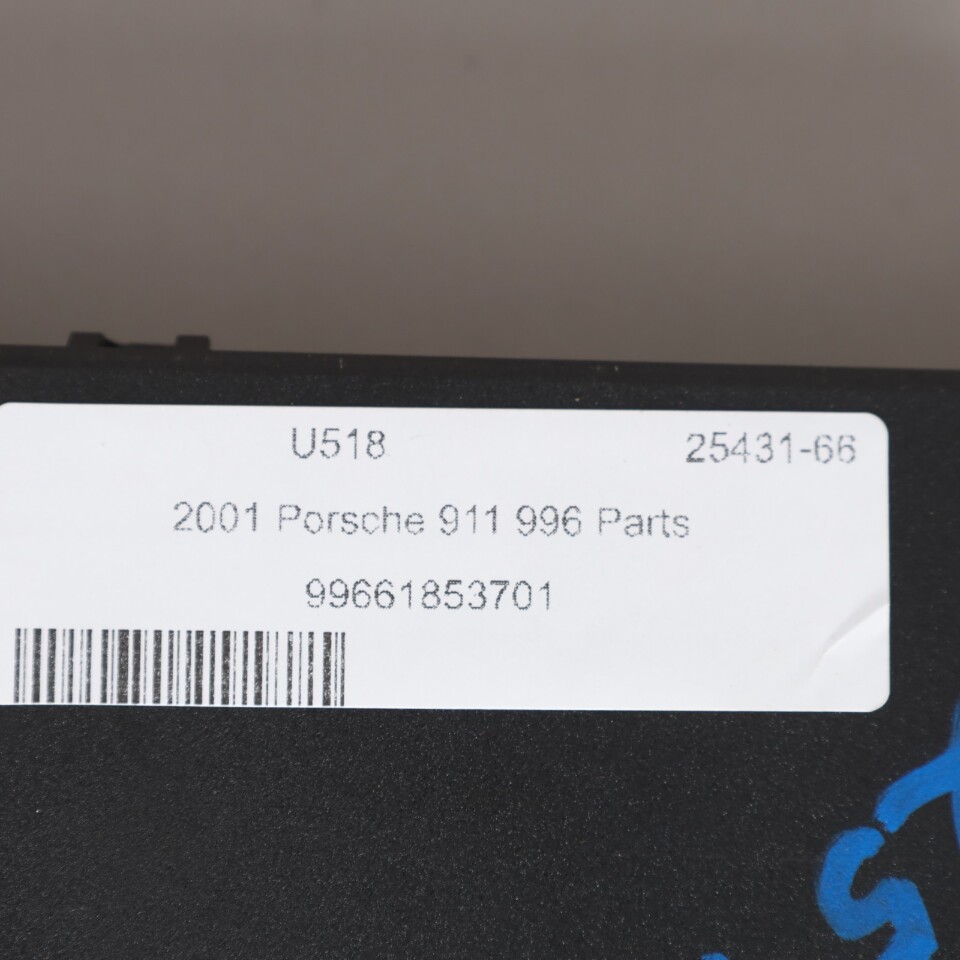 U518 25431-66
2001 Porsche 911 996 Parts
99661853701